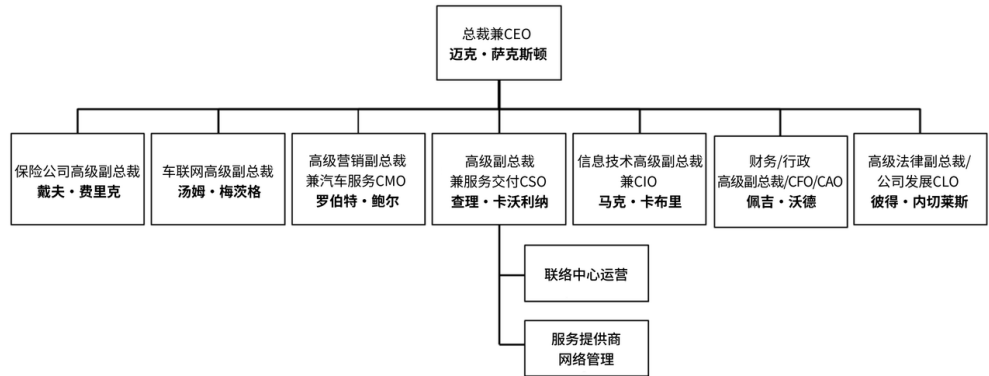 总裁兼CEO
迈克·萨克斯顿
保险公司高级副总裁
戴夫·费里克
车联网高级副总裁
汤姆·梅茨格
高级营销副总裁
兼汽车服务CMO
罗伯特·鲍尔
高级副总裁
兼服务交付CSO
查理·卡沃利纳
信息技术高级副总裁
兼CIO
马克·卡布里
财务/行政
高级副总裁/CFO/CAO
佩吉·沃德
高级法律副总裁/
公司发展CLO
彼得·内切莱斯
联络中心运营
服务提供商
网络管理